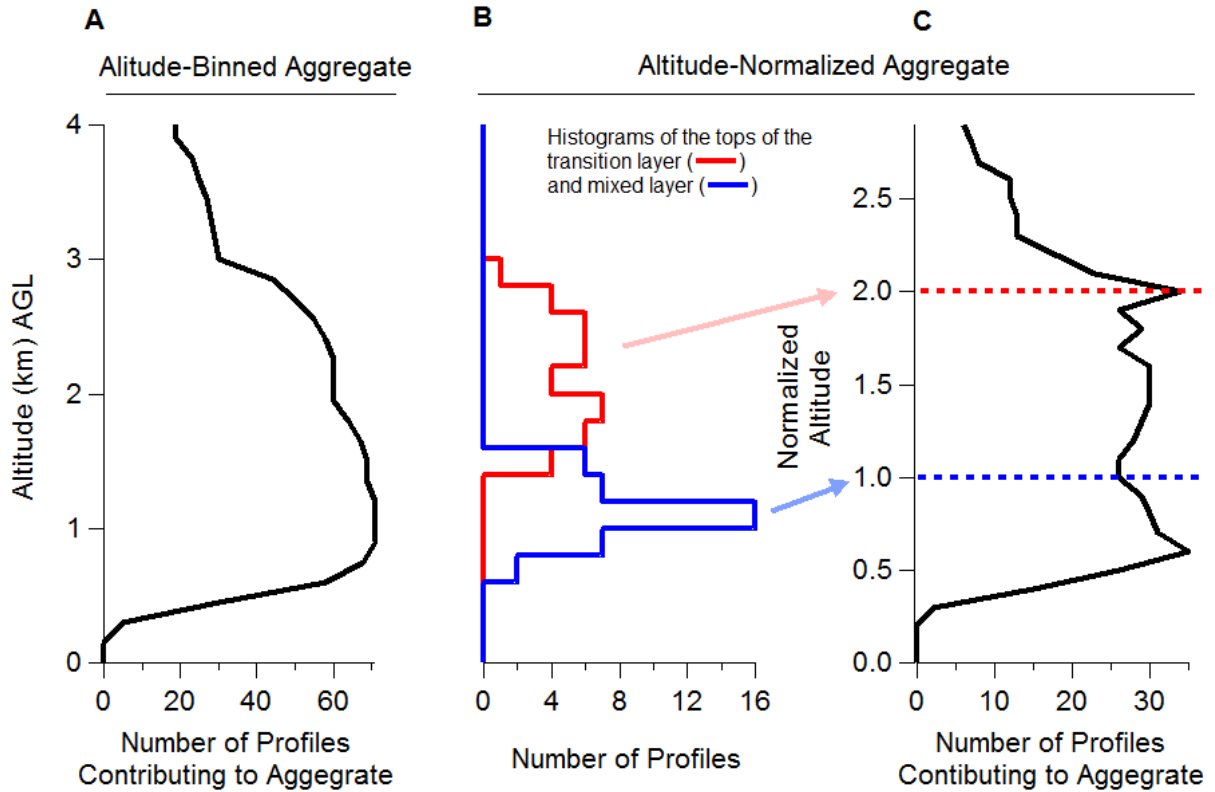 A
B
C
Alitude-Binned Aggregate
Altitude-Normalized Aggregate
4
3
2
1
0
Altitude (km) AGL
0
20
40
60
Number of Profiles
Contributing to Aggegrate
Histograms of the tops of the
transition layer ( )
and mixed layer ( )
0
4
8
12
16
Number of Profiles
Normalized
Altitude
2.5
2.0
1.5
1.0
0.5
0.0
0
10
20
30
Number of Profiles
Contibuting to Aggegrate